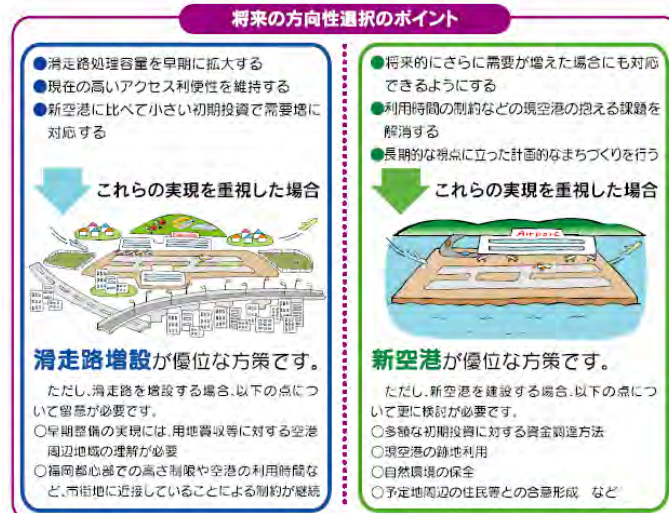 将来の方向性選択のポイント
●滑走路処理容量を早期に拡大する
●現在の高いアクセス利便性を維持する
●新空港に比べて小さい初期投資で需要増に
対応する
これらの実現を重視した場合
滑走路増設が優位な方策です。
ただし、滑走路を増設する場合、以下の点につ
いて留意が必要です。
○早期整備の実現には、用地買収等に対する空港
周辺地域の理解が必要
○福岡都心部での高さ制限や空港の利用時間な
ど、市街地に近接していることによる制約が継続
●将来的にさらに需要が増えた場合にも対応
できるようにする
●利用時間の制約などの現空港の抱える課題を
解消する
●長期的な視点に立った計画的なまちづくりを行う
これらの実現を重視した場合
Airport
新空港が優位な方策です。
ただし、新空港を建設する場合、以下の点につ
いて更に検討が必要です。
○多額な初期投資に対する資金調達方法
○現空港の跡地利用
○自然環境の保全
○予定地周辺の住民等との合意形成 など